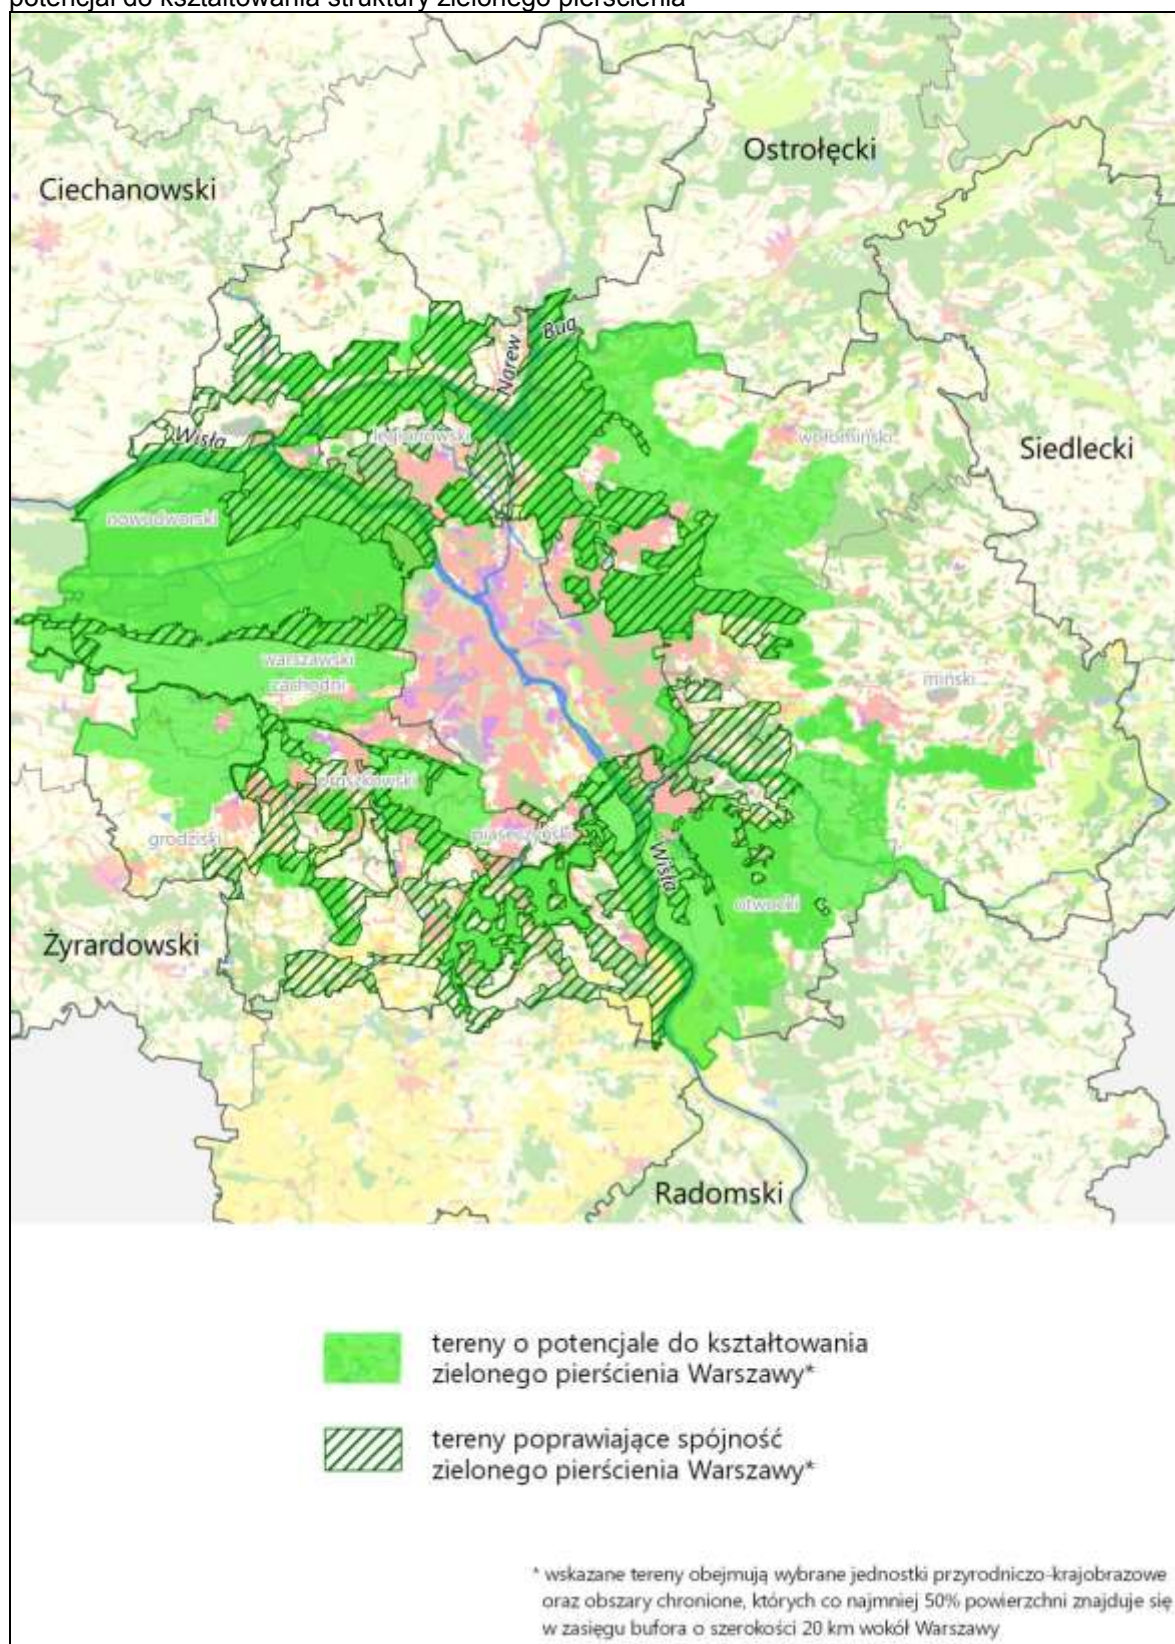 potencjał do kształtowania struktury zielonego pierścienia
Ostrołęcki
Ciechanowski
Bug
Narew
Wisła
legionowski
wołomiński
Siedlecki
nowodworski
warszawski
zachodni
miński
pruszkowski
grodziski
piaseczyński
Wisła
otwocki
Żyrardowski
Radomski
tereny o potencjale do kształtowania
zielonego pierścienia Warszawy*
tereny poprawiające spójność
zielonego pierścienia Warszawy*
* wskazane tereny obejmują wybrane jednostki przyrodniczo-krajobrazowe
oraz obszary chronione, których co najmniej 50% powierzchni znajduje się
w zasięgu bufora o szerokości 20 km wokół Warszawy